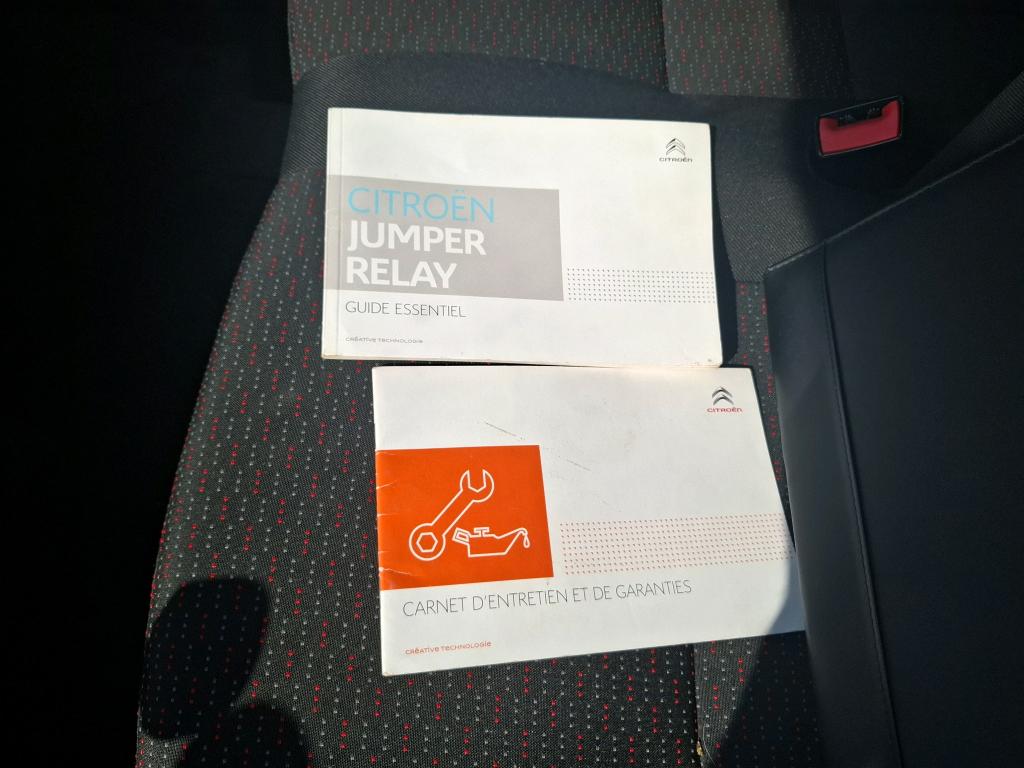 CITROËN
CITROËN
JUMPER
RELAY
GUIDE ESSENTIEL
CRÉATIVE TECHNOLOGIE
CITROËN
CARNET D'ENTRETIEN ET DE GARANTIES
CRÉATIVE TECHNOLOGIE